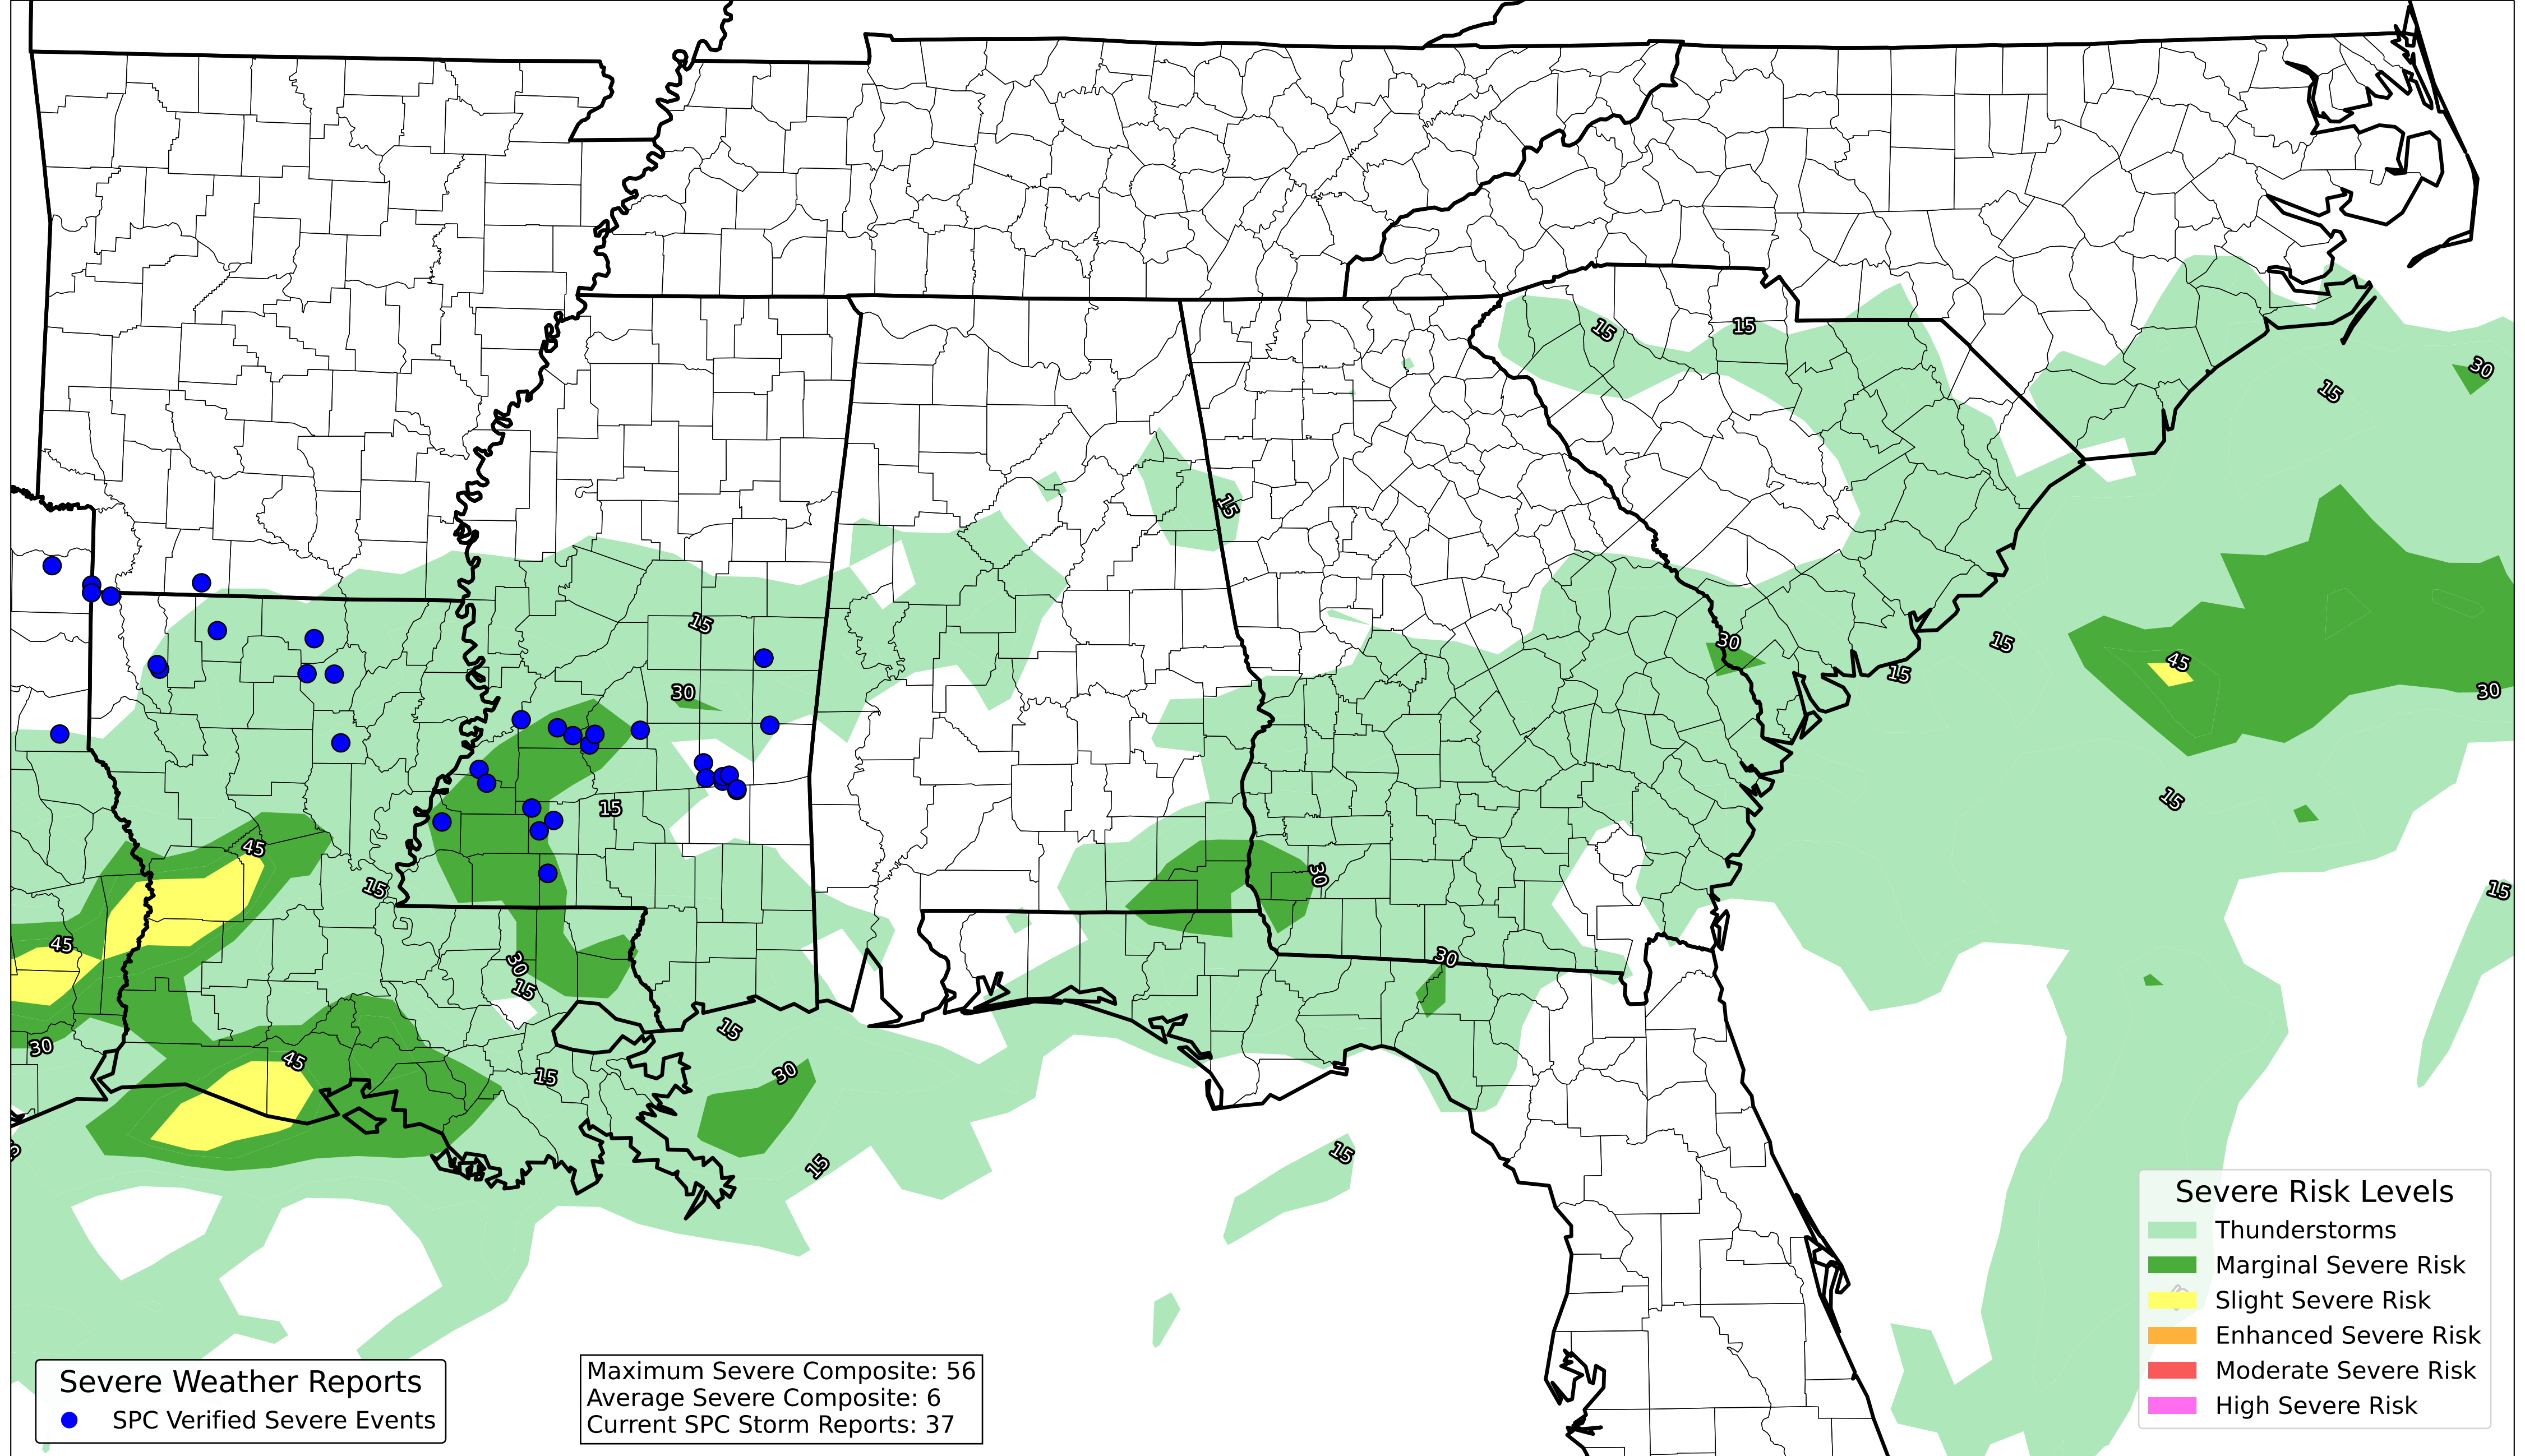 15
15
30
15
15
15
30
15
30
15
45
30
15
30
15
15
45
30
15
15
45
30
30
15
15
30
45
15
30
15
15
15
Severe Risk Levels
Thunderstorms
Marginal Severe Risk
Slight Severe Risk
Enhanced Severe Risk
Moderate Severe Risk
High Severe Risk
Severe Weather Reports
SPC Verified Severe Events
Maximum Severe Composite: 56
Average Severe Composite: 6
Current SPC Storm Reports: 37